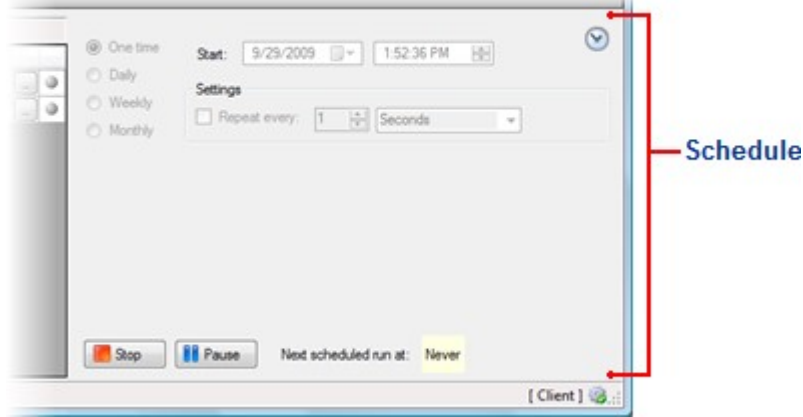 One time
Start: 9/29/2009 1:52:36 PM
Daily
Settings
Weekly
Repeat every: 1 Seconds
Monthly
Schedule
Stop Pause Next scheduled run at: Never
[ Client ]